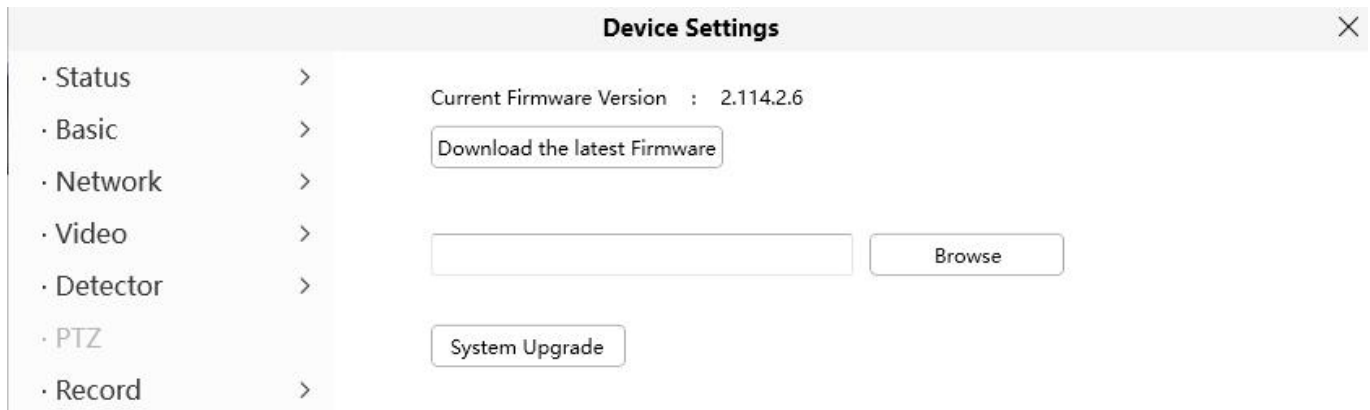 Device Settings
· Status
· Basic
· Network
· Video
· Detector
· PTZ
· Record
Current Firmware Version : 2.114.2.6
Download the latest Firmware
Browse
System Upgrade